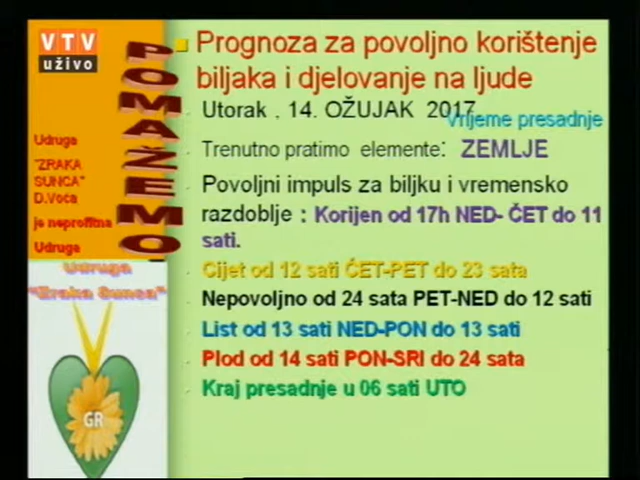 VTV
uživo
POMAŽEMO
Udruga
"ZRAKA
SUNCA"
D.Voca
je neprofitna
Udruga
Udruga
"Zraka Sunca"
GR
Prognoza za povoljno korištenje
biljaka i djelovanje na ljude
Utorak , 14. OŽUJAK 2017
Vrijeme presadnje
Trenutno pratimo elemente: ZEMLJE
Povoljni impuls za biljku i vremensko
razdoblje : Korijen od 17h NED- ČET do 11
sati.
Cijet od 12 sati ČET-PET do 23 sata
Nepovoljno od 24 sata PET-NED do 12 sati
List od 13 sati NED-PON do 13 sati
Plod od 14 sati PON-SRI do 24 sata
Kraj presadnje u 06 sati UTO